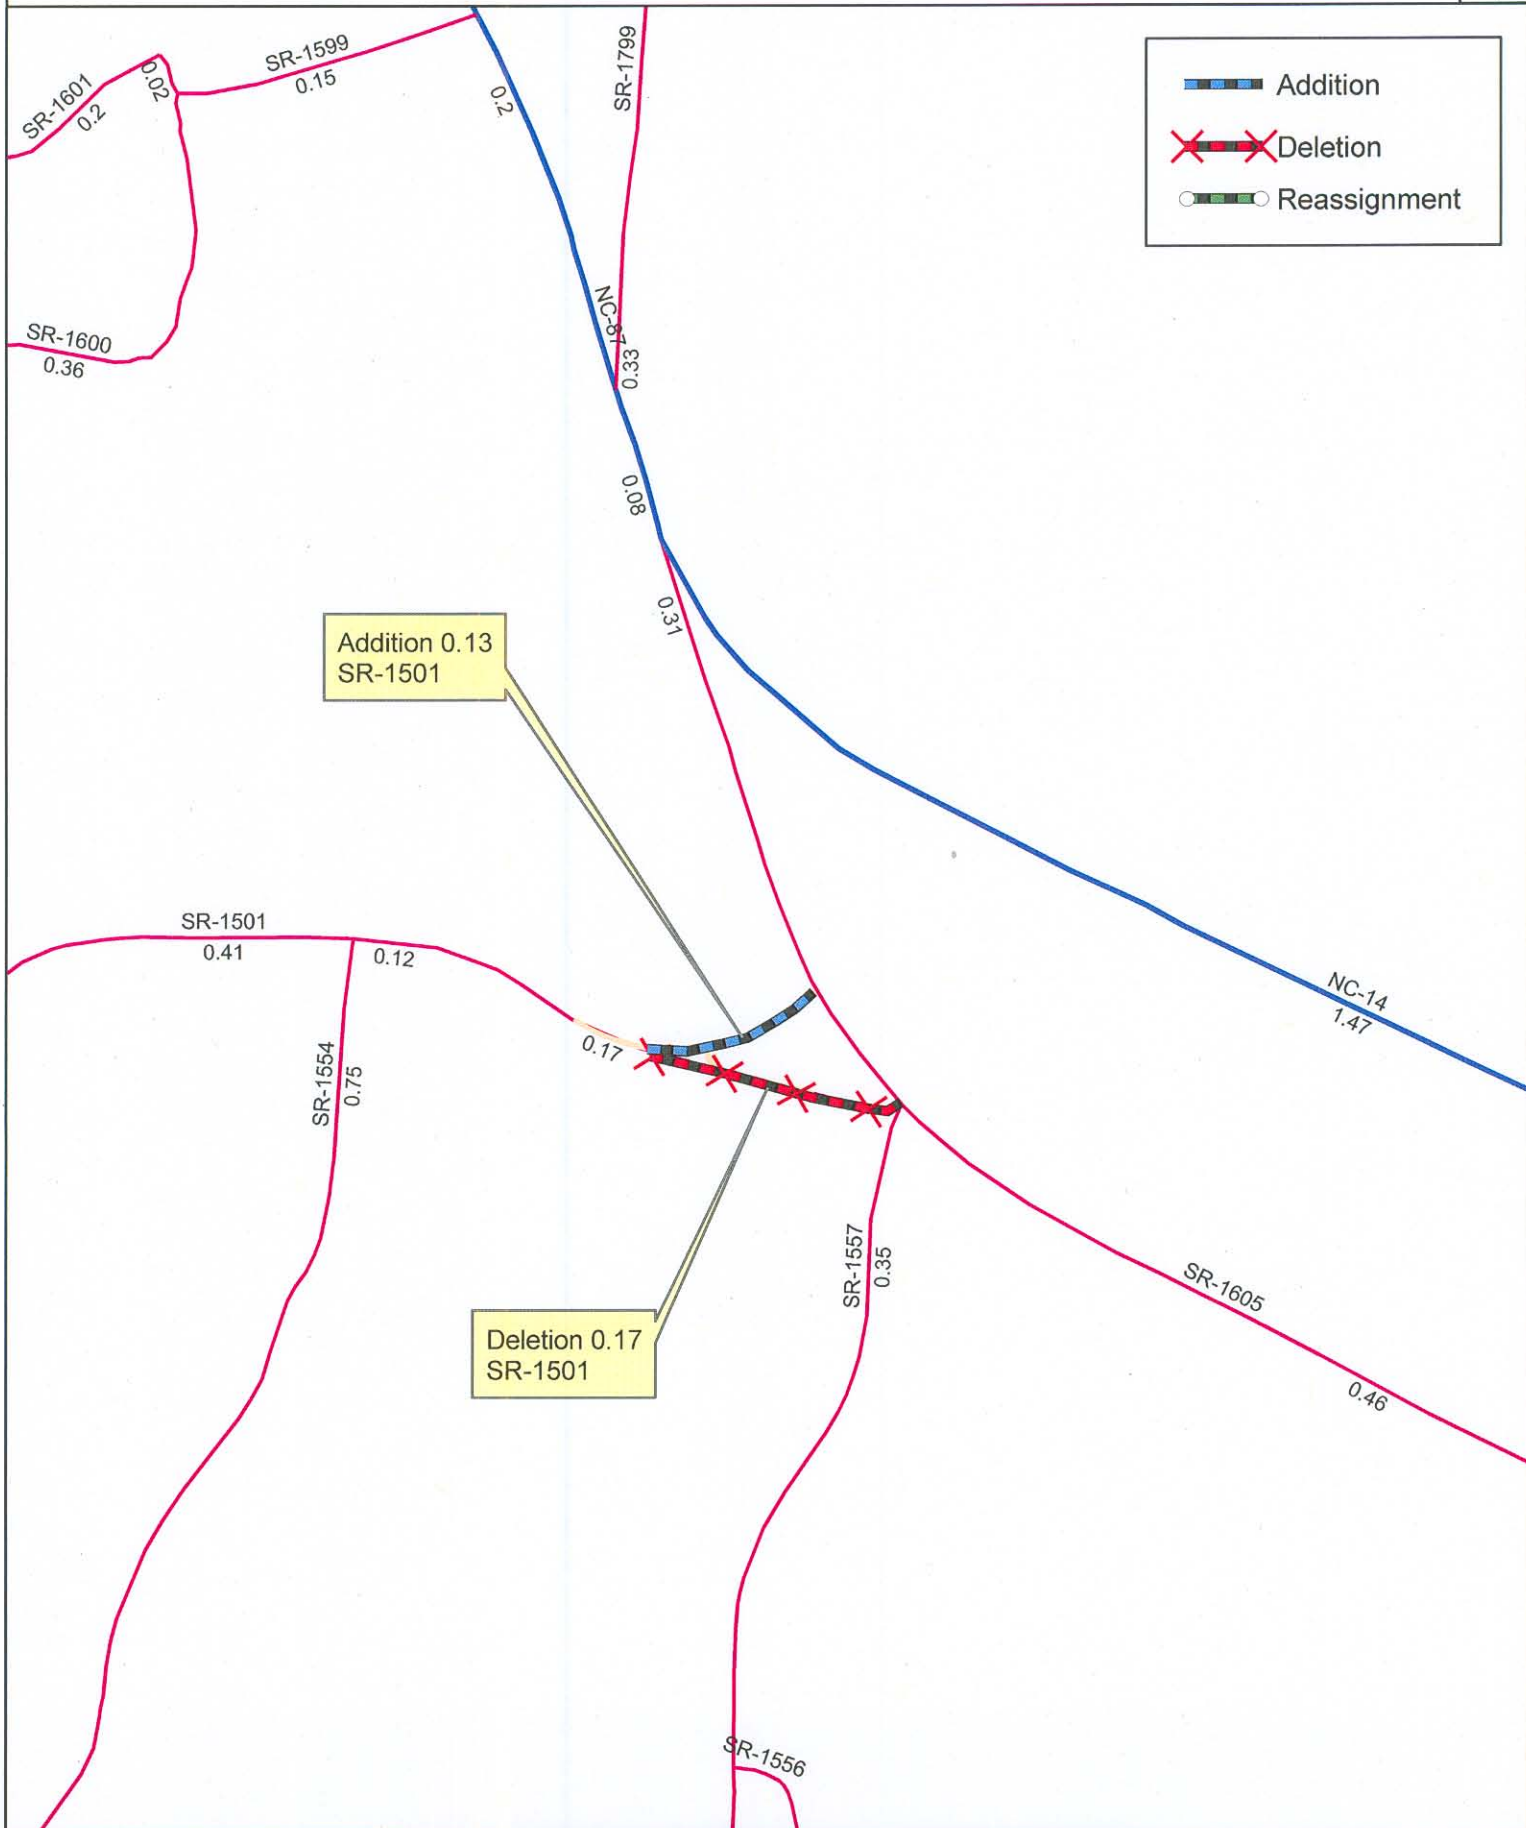 SR-1799
SR-1599
0.15
0.02
SR-1601
0.2
0.2
Addition
Deletion
Reassignment
NC-87
0.33
SR-1600
0.36
0.08
0.31
Addition 0.13
SR-1501
SR-1501
0.41
0.12
NC-14
1.47
0.17
SR-1554
0.75
SR-1557
0.35
SR-1605
0.46
Deletion 0.17
SR-1501
SR-1556